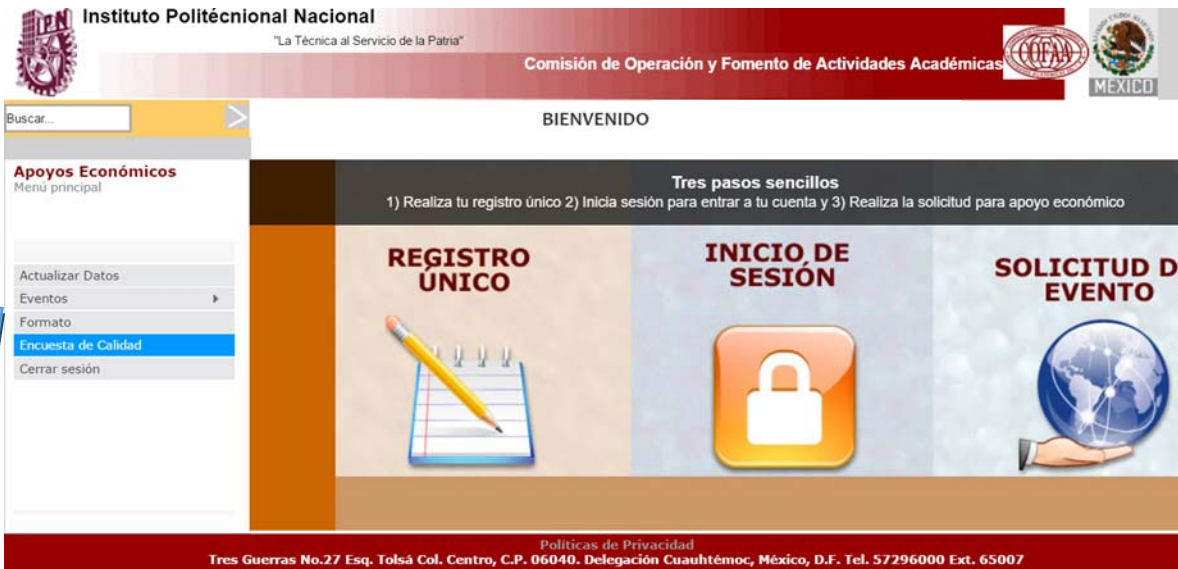 IPN
Instituto Politécnional Nacional
"La Técnica al Servicio de la Patria"
Comisión de Operación y Fomento de Actividades Académicas
COFAA
MEXICO
Buscar...
BIENVENIDO
Apoyos Económicos
Menú principal
Actualizar Datos
Eventos
Formato
Encuesta de Calidad
Cerrar sesión
Tres pasos sencillos
1) Realiza tu registro único 2) Inicia sesión para entrar a tu cuenta y 3) Realiza la solicitud para apoyo económico
REGISTRO
ÚNICO
INICIO DE
SESIÓN
SOLICITUD D
EVENTO
Políticas de Privacidad
Tres Guerras No.27 Esq. Tolsá Col. Centro, C.P. 06040. Delegación Cuauhtémoc, México, D.F. Tel. 57296000 Ext. 65007